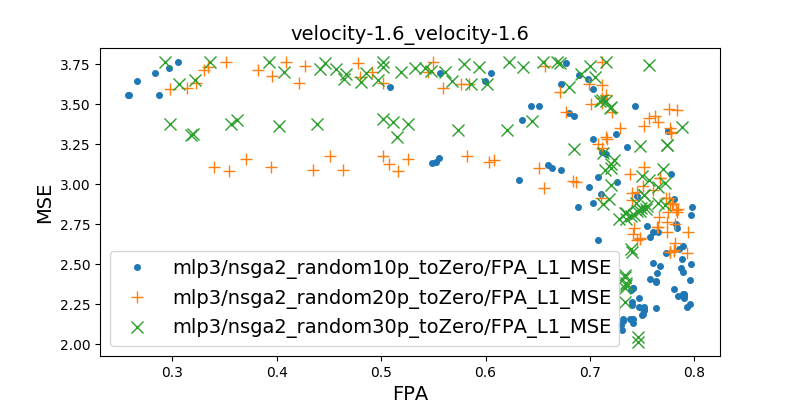 velocity-1.6_velocity-1.6
MSE
3.75
3.50
3.25
3.00
2.75
2.50
2.25
2.00
mlp3/nsga2_random10p_toZero/FPA_L1_MSE
mlp3/nsga2_random20p_toZero/FPA_L1_MSE
mlp3/nsga2_random30p_toZero/FPA_L1_MSE
0.3 0.4 0.5 0.6 0.7 0.8
FPA